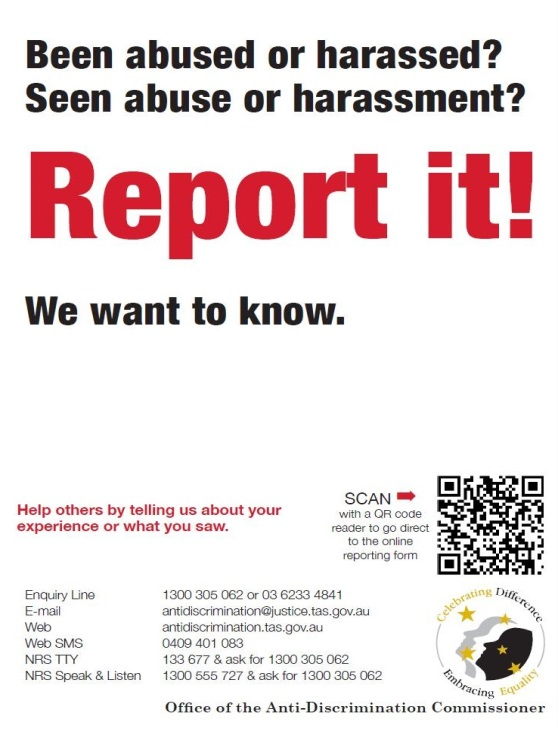 Been abused or harassed?
Seen abuse or harassment?
Report it!
We want to know.
Help others by telling us about your
experience or what you saw.
SCAN
with a QR code
reader to go direct
to the online
reporting form
Enquiry Line 1300 305 062 or 03 6233 4841
E-mail antidiscrimination@justice.tas.gov.au
Web antidiscrimination.tas.gov.au
Web SMS 0409 401 083
NRS TTY 133 677 & ask for 1300 305 062
NRS Speak & Listen 1300 555 727 & ask for 1300 305 062
Celebrating Difference
Embracing Equality
Office of the Anti-Discrimination Commissioner